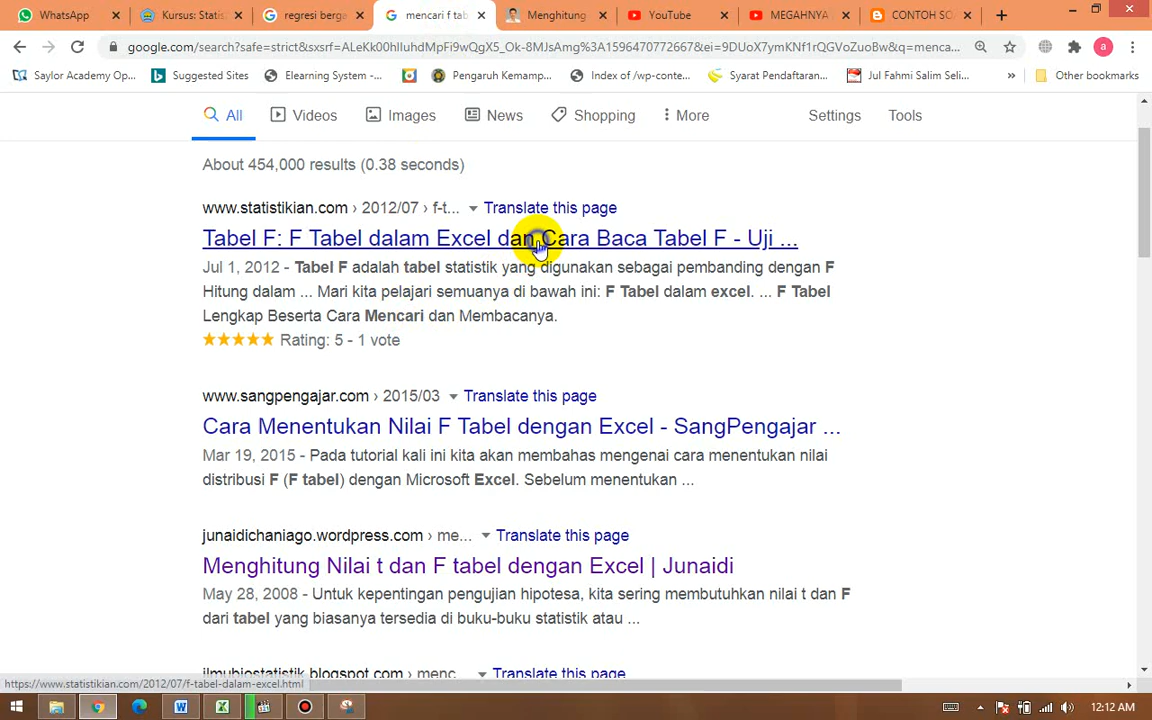 WhatsApp
Kursus: Statis
regresi berga
mencari f tab
Menghitung
YouTube
MEGAHNYA
CONTOH SO
google.com/search?safe=strict&sxsrf=ALeKk00hIIuhdMpFi9wQgX5_Ok-8MJsAmg%3A1596470772667&ei=9DUoX7ymKNf1rQGVoZuoBw&q=menca...
Saylor Academy Op...
Suggested Sites
Elearning System -...
Pengaruh Kemamp...
Index of /wp-conte...
Syarat Pendaftaran...
Jul Fahmi Salim Seli...
»
Other bookmarks
All
Videos
Images
News
Shopping
More
Settings
Tools
About 454,000 results (0.38 seconds)
www.statistikian.com › 2012/07 › f-t... Translate this page
Tabel F: F Tabel dalam Excel dan Cara Baca Tabel F - Uji ...
Jul 1, 2012 - Tabel F adalah tabel statistik yang digunakan sebagai pembanding dengan F
Hitung dalam ... Mari kita pelajari semuanya di bawah ini: F Tabel dalam excel. ... F Tabel
Lengkap Beserta Cara Mencari dan Membacanya.
Rating: 5 - 1 vote
www.sangpengajar.com › 2015/03 Translate this page
Cara Menentukan Nilai F Tabel dengan Excel - SangPengajar ...
Mar 19, 2015 - Pada tutorial kali ini kita akan membahas mengenai cara menentukan nilai
distribusi F (F tabel) dengan Microsoft Excel. Sebelum menentukan ...
junaidichaniago.wordpress.com › me... Translate this page
Menghitung Nilai t dan F tabel dengan Excel | Junaidi
May 28, 2008 - Untuk kepentingan pengujian hipotesa, kita sering membutuhkan nilai t dan F
dari tabel yang biasanya tersedia di buku-buku statistik atau ...
ilmubiostatistik.blogspot.com › menc Translate this page
https://www.statistikian.com/2012/07/f-tabel-dalam-excel.html
12:12 AM